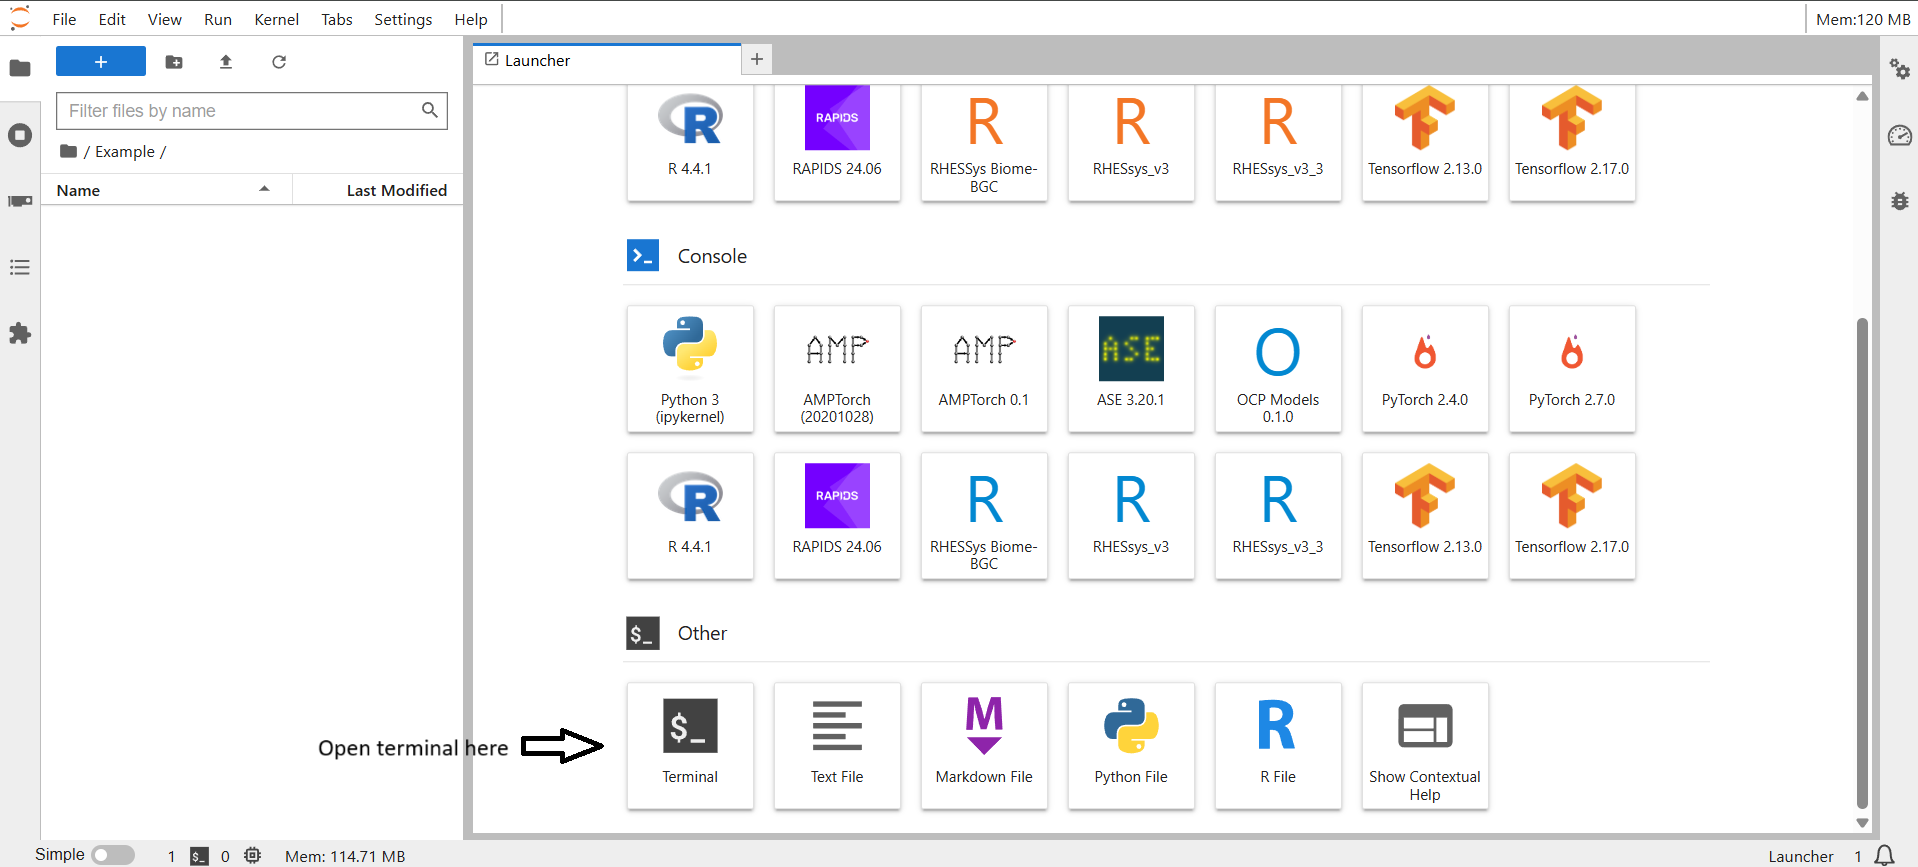 File Edit View Run Kernel Tabs Settings Help
Mem:120 MB
+
Launcher
+
Filter files by name
/ Example /
Name
Last Modified
R
RAPIDS
R
R
R
R 4.4.1
RAPIDS 24.06
RHESSys Biome-
BGC
RHESsys_v3
RHESsys_v3_3
Tensorflow 2.13.0
Tensorflow 2.17.0
>_
Console
AMP
AMP
ASE
O
Python 3
(ipykernel)
AMPTorch
(20201028)
AMPTorch 0.1
ASE 3.20.1
OCP Models
0.1.0
PyTorch 2.4.0
PyTorch 2.7.0
R
RAPIDS
R
R
R
R 4.4.1
RAPIDS 24.06
RHESSys Biome-
BGC
RHESsys_v3
RHESsys_v3_3
Tensorflow 2.13.0
Tensorflow 2.17.0
$_
Other
Open terminal here
$_
M
R
Terminal
Text File
Markdown File
Python File
R File
Show Contextual
Help
Simple
1
$_
0
Mem: 114.71 MB
Launcher
1